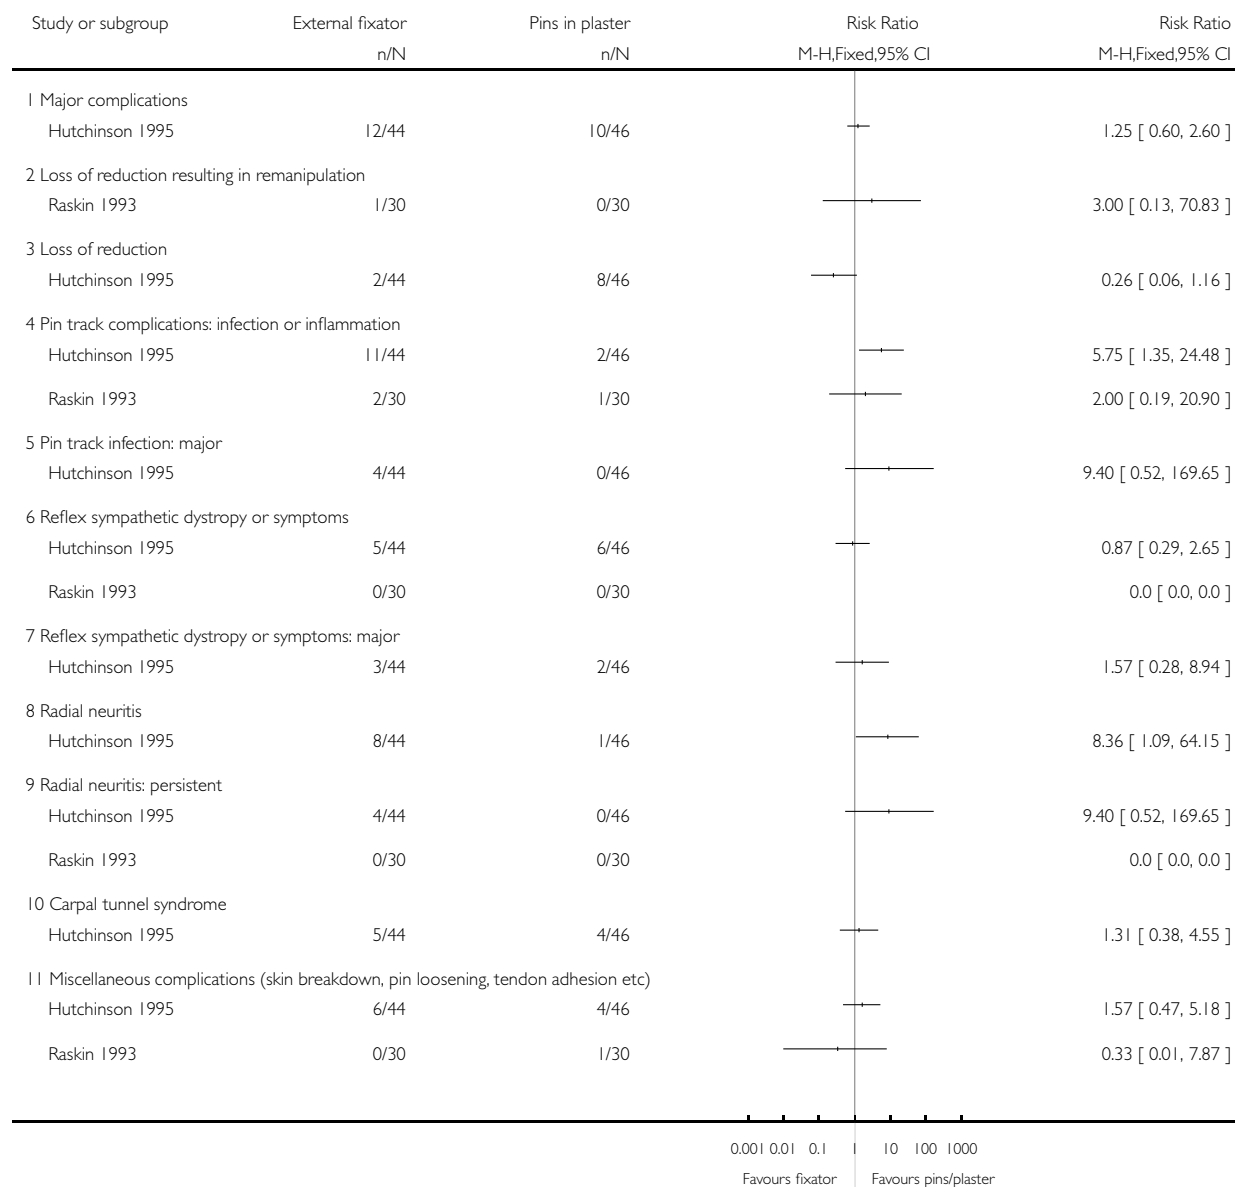 Study or subgroup External fixator Pins in plaster Risk Ratio Risk Ratio
n/N n/N M-H,Fixed,95% CI M-H,Fixed,95% CI
1 Major complications
Hutchinson 1995 12/44 10/46 1.25 [ 0.60, 2.60 ]
2 Loss of reduction resulting in remanipulation
Raskin 1993 1/30 0/30 3.00 [ 0.13, 70.83 ]
3 Loss of reduction
Hutchinson 1995 2/44 8/46 0.26 [ 0.06, 1.16 ]
4 Pin track complications: infection or inflammation
Hutchinson 1995 11/44 2/46 5.75 [ 1.35, 24.48 ]
Raskin 1993 2/30 1/30 2.00 [ 0.19, 20.90 ]
5 Pin track infection: major
Hutchinson 1995 4/44 0/46 9.40 [ 0.52, 169.65 ]
6 Reflex sympathetic dystropy or symptoms
Hutchinson 1995 5/44 6/46 0.87 [ 0.29, 2.65 ]
Raskin 1993 0/30 0/30 0.0 [ 0.0, 0.0 ]
7 Reflex sympathetic dystropy or symptoms: major
Hutchinson 1995 3/44 2/46 1.57 [ 0.28, 8.94 ]
8 Radial neuritis
Hutchinson 1995 8/44 1/46 8.36 [ 1.09, 64.15 ]
9 Radial neuritis: persistent
Hutchinson 1995 4/44 0/46 9.40 [ 0.52, 169.65 ]
Raskin 1993 0/30 0/30 0.0 [ 0.0, 0.0 ]
10 Carpal tunnel syndrome
Hutchinson 1995 5/44 4/46 1.31 [ 0.38, 4.55 ]
11 Miscellaneous complications (skin breakdown, pin loosening, tendon adhesion etc)
Hutchinson 1995 6/44 4/46 1.57 [ 0.47, 5.18 ]
Raskin 1993 0/30 1/30 0.33 [ 0.01, 7.87 ]
0.001 0.01 0.1 1 10 100 1000
Favours fixator Favours pins/plaster